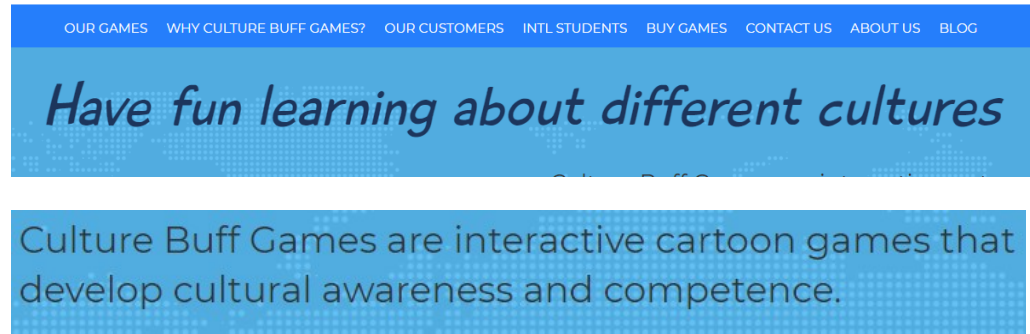 OUR GAMES WHY CULTURE BUFF GAMES? OUR CUSTOMERS INTL STUDENTS BUY GAMES CONTACT US ABOUT US BLOG
Have fun learning about different cultures
Culture Buff Games are interactive cartoon games that
develop cultural awareness and competence.